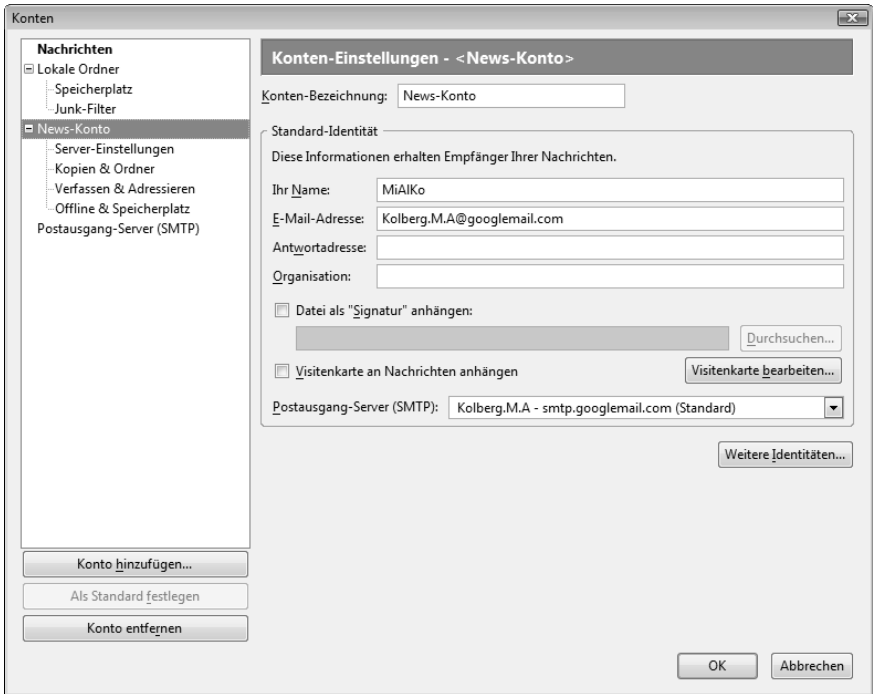 Konten
Nachrichten
Lokale Ordner
Speicherplatz
Junk-Filter
News-Konto
Server-Einstellungen
Kopien & Ordner
Verfassen & Adressieren
Offline & Speicherplatz
Postausgang-Server (SMTP)
Konto hinzufügen...
Als Standard festlegen
Konto entfernen
Konten-Einstellungen - <News-Konto>
Konten-Bezeichnung: News-Konto
Standard-Identität
Diese Informationen erhalten Empfänger Ihrer Nachrichten.
Ihr Name: MiAlKo
E-Mail-Adresse: Kolberg.M.A@googlemail.com
Antwortadresse:
Organisation:
Datei als "Signatur" anhängen:
Durchsuchen...
Visitenkarte an Nachrichten anhängen Visitenkarte bearbeiten...
Postausgang-Server (SMTP): Kolberg.M.A - smtp.googlemail.com (Standard)
Weitere Identitäten...
OK Abbrechen